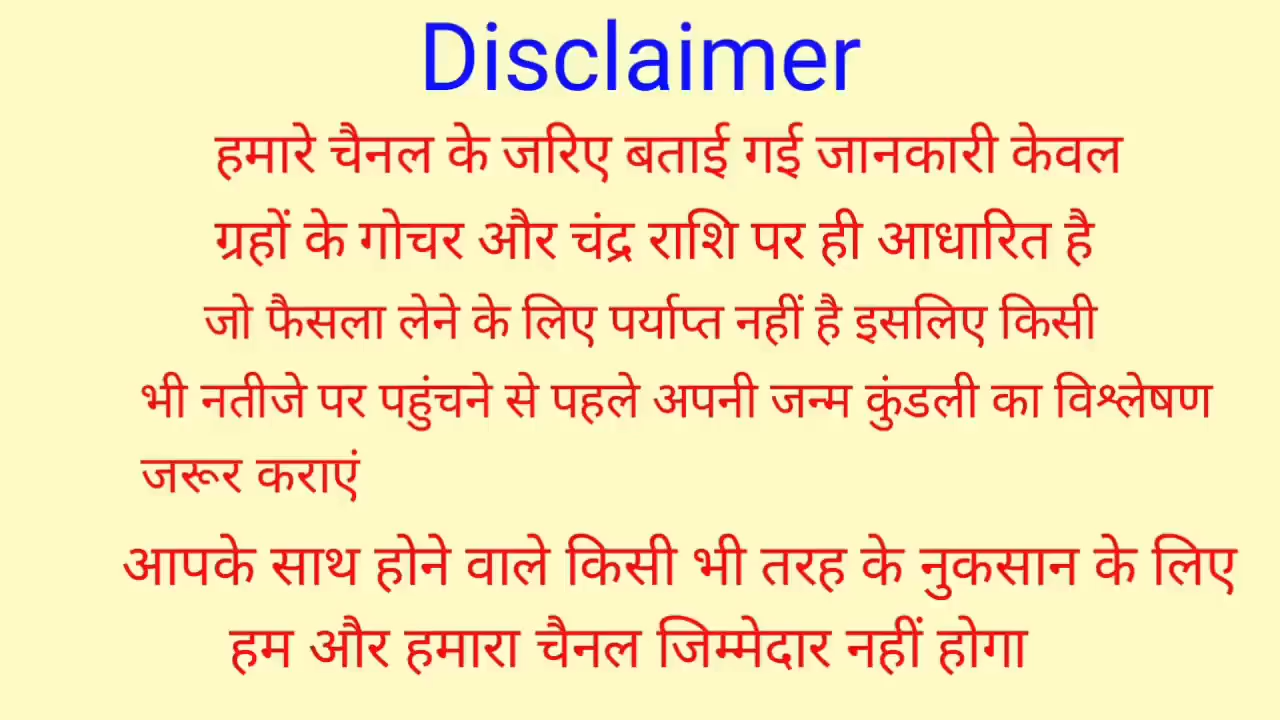 Disclaimer
हमारे चैनल के जरिए बताई गई जानकारी केवल
ग्रहों के गोचर और चंद्र राशि पर ही आधारित है
जो फैसला लेने के लिए पर्याप्त नहीं है इसलिए किसी
भी नतीजे पर पहुंचने से पहले अपनी जन्म कुंडली का विश्लेषण
जरूर कराएं
आपके साथ होने वाले किसी भी तरह के नुकसान के लिए
हम और हमारा चैनल जिम्मेदार नहीं होगा